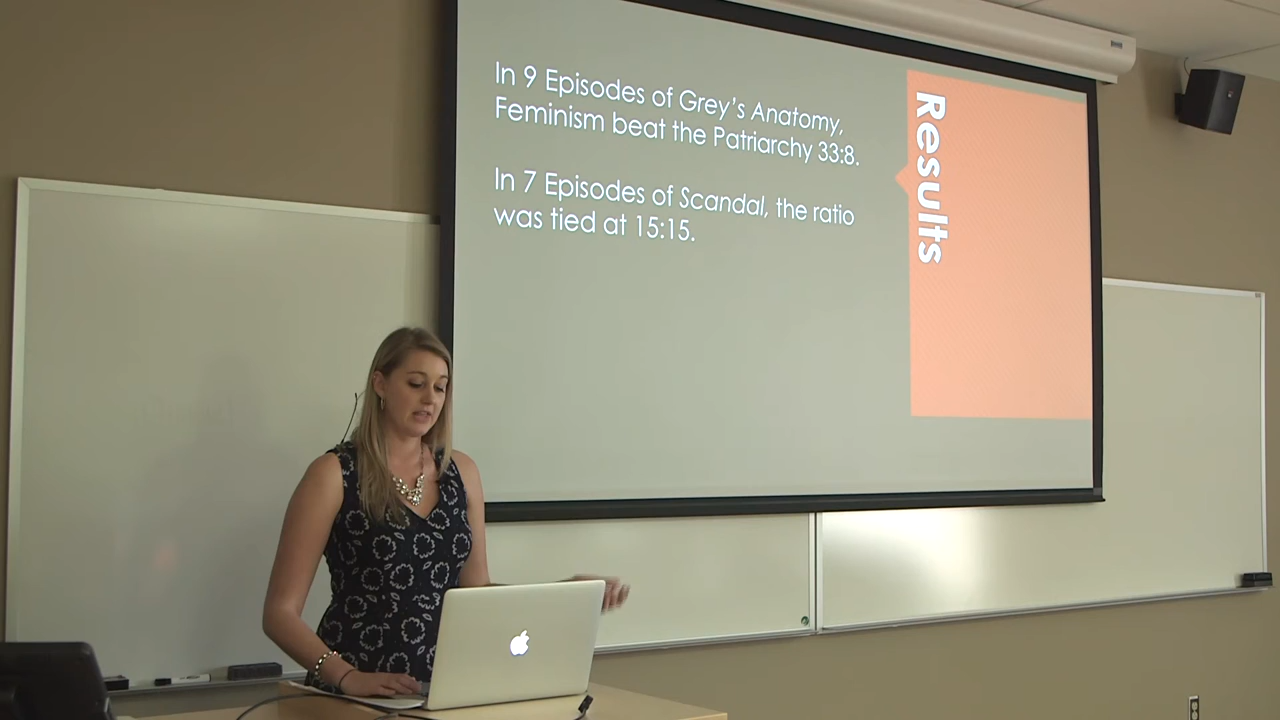 In 9 Episodes of Grey's Anatomy,
Feminism beat the Patriarchy 33:8.
In 7 Episodes of Scandal, the ratio
was tied at 15:15.
Results